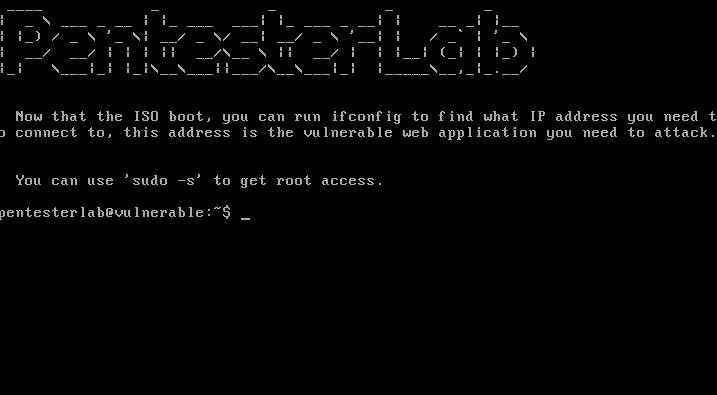 PentesterLab
Now that the ISO boot, you can run ifconfig to find what IP address you need t
o connect to, this address is the vulnerable web application you need to attack.
You can use 'sudo -s' to get root access.
pentesterlab@vulnerable:~$ _